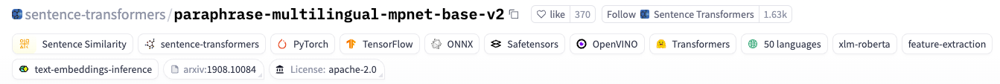 sentence-transformers/paraphrase-multilingual-mpnet-base-v2 like 370 Follow Sentence Transformers 1.63k
Sentence Similarity sentence-transformers PyTorch TensorFlow ONNX Safetensors OpenVINO Transformers 50 languages xlm-roberta feature-extraction
text-embeddings-inference arxiv:1908.10084 License: apache-2.0